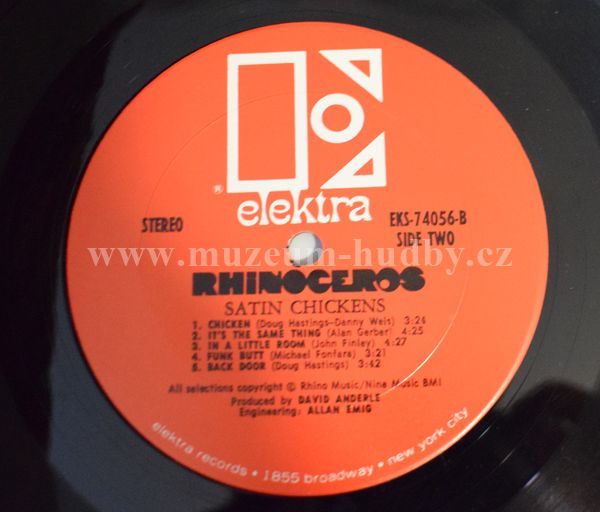 ® elektra
STEREO
EKS-74056-B
SIDE TWO
www.muzeum-hudby.cz
RHINOCEROS
SATIN CHICKENS
1. CHICKEN (Doug Hastings-Danny Weis) 3:26
2. IT'S THE SAME THING (Alan Gerber) 4:25
3. IN A LITTLE ROOM (John Finley) 4:27
4. FUNK BUTT (Michael Fonfara) 3:21
5. BACK DOOR (Doug Hastings) 3:42
All selections copyright © Rhino Music/Nina Music BMI
Produced by DAVID ANDERLE
Engineering: ALLAN EMIG
elektra records • 1855 broadway • new york city